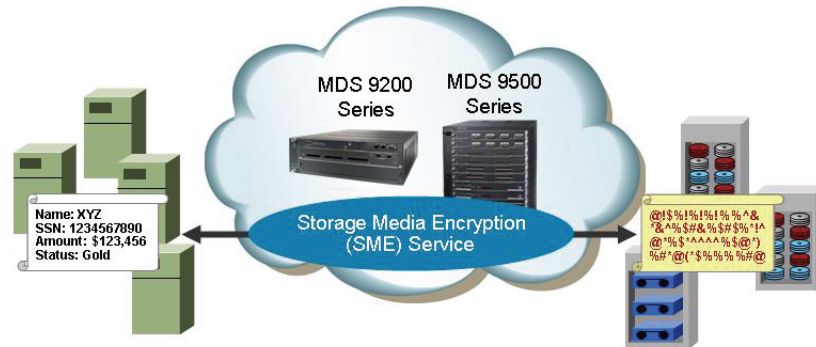 MDS 9200
Series
MDS 9500
Series
Name: XYZ
SSN: 1234567890
Amount: $123,456
Status: Gold
Storage Media Encryption
(SME) Service
@!$%!%!%!%%^&
*&^%$#&%$#$%*!^
@*%$*^^^^%$@*)
%#*@(*$%%%%#@